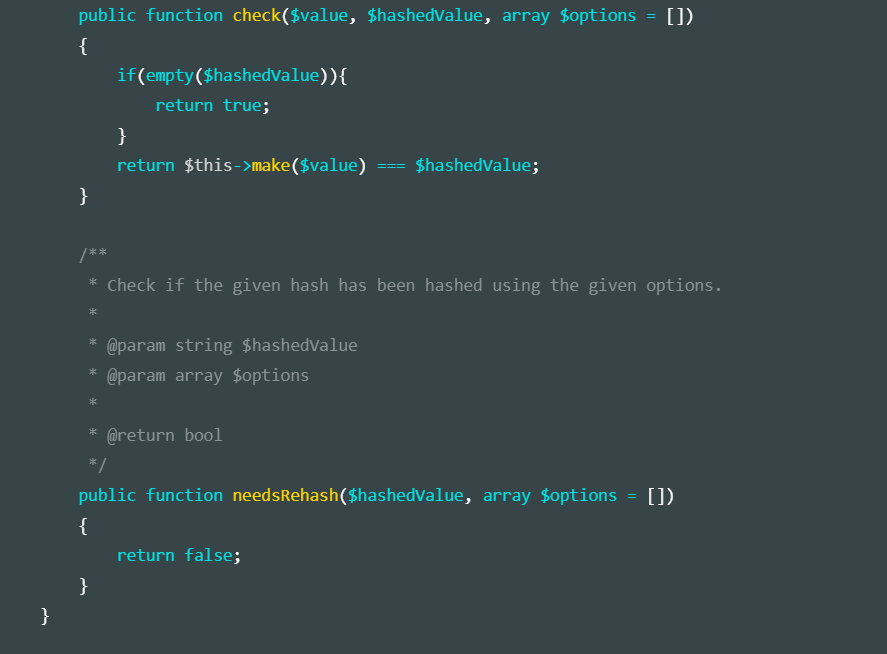 public function check($value, $hashedValue, array $options = [])
{
if(empty($hashedValue)){
return true;
}
return $this->make($value) === $hashedValue;
}
/**
* Check if the given hash has been hashed using the given options.
*
* @param string $hashedValue
* @param array $options
*
* @return bool
*/
public function needsRehash($hashedValue, array $options = [])
{
return false;
}
}